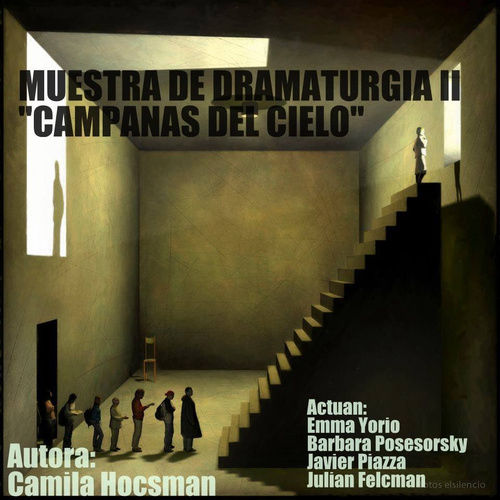 MUESTRA DE DRAMATURGIA II
"CAMPANAS DEL CIELO"
Actuan:
Emma Yorio
Barbara Posesorsky
Javier Piazza
Julian Felcman
Autora:
Camila Hocsman
elsilencio